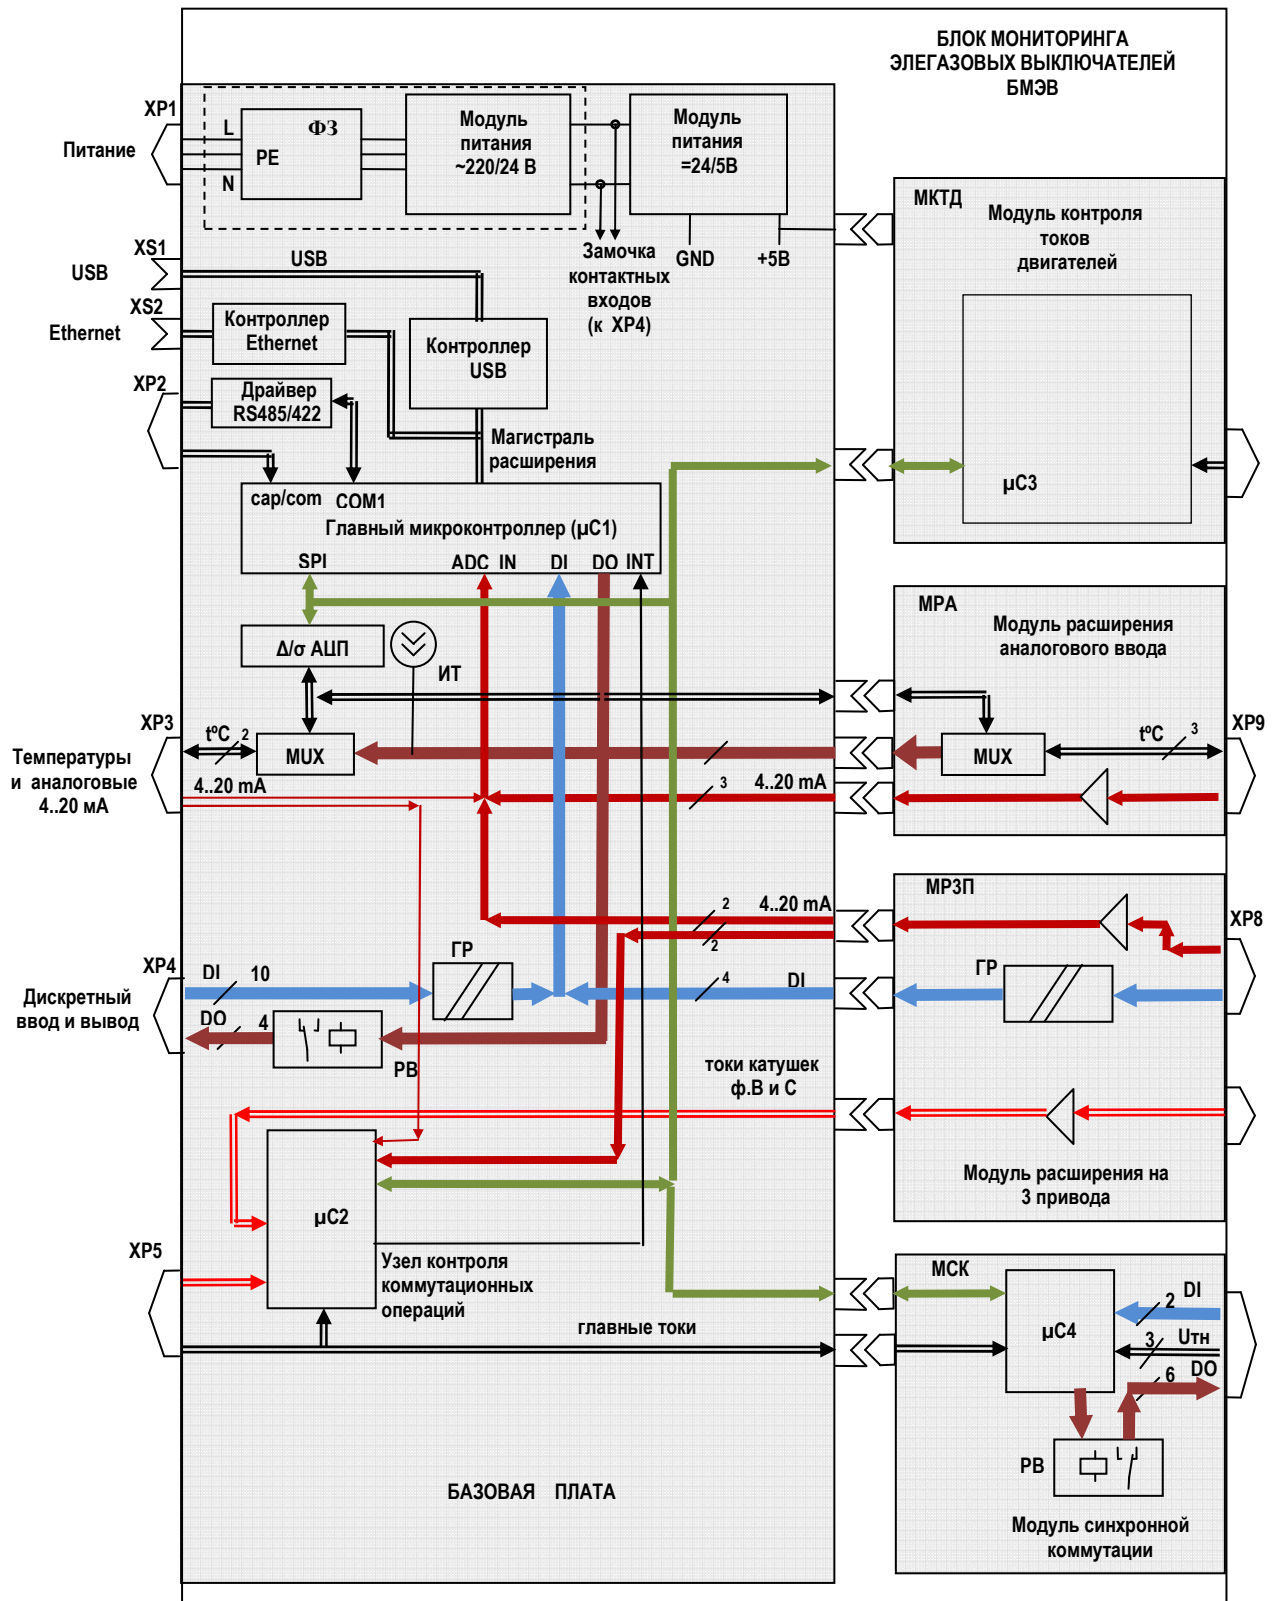 БЛОК МОНИТОРИНГА
ЭЛЕГАЗОВЫХ ВЫКЛЮЧАТЕЛЕЙ
БМЭВ
XP1
Питание
L
PE
N
ФЗ
Модуль
питания
~220/24 В
Модуль
питания
=24/5В
GND
+5В
Замочка
контактных
входов
(к XP4)
XS1
USB
USB
XS2
Ethernet
Контроллер
Ethernet
Контроллер
USB
XP2
Драйвер
RS485/422
Магистраль
расширения
cap/com
COM1
Главный микроконтроллер (µC1)
SPI
ADC IN
DI
DO
INT
МКТД
Модуль контроля
токов
двигателей
µC3
Δ/σ АЦП
ИТ
МРА
Модуль расширения
аналогового ввода
XP3
t°C
2
MUX
Температуры
и аналоговые
4..20 мА
4..20 mA
3
4..20 mA
MUX
t°C
3
XP9
МРЗП
2
4..20 mA
2
XP8
XP4
DI
10
ГР
4
DI
ГР
Дискретный
ввод и вывод
DO
4
РВ
токи катушек
ф.В и С
Модуль расширения на
3 привода
µC2
XP5
Узел контроля
коммутационных
операций
главные токи
МСК
µC4
2
DI
3
Uтн
6
DO
РВ
Модуль синхронной
коммутации
БАЗОВАЯ ПЛАТА